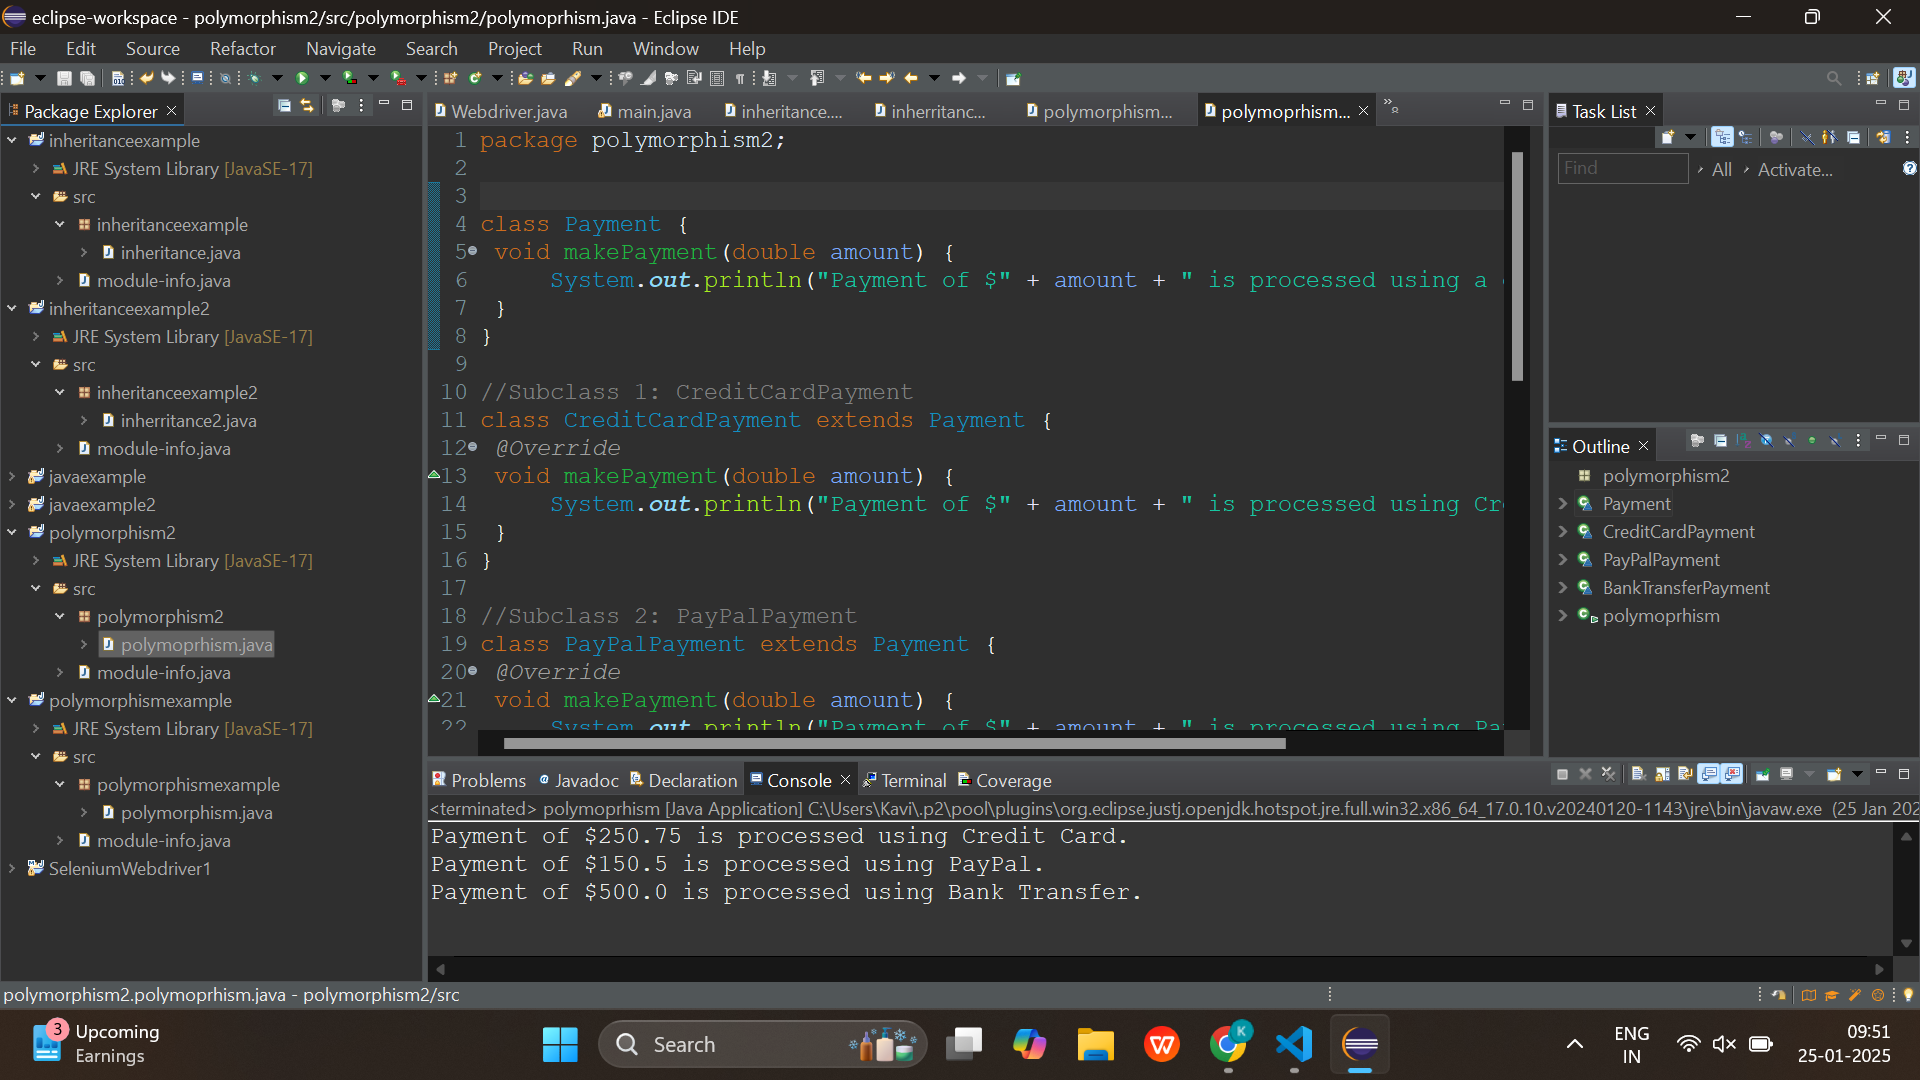 eclipse-workspace - polymorphism2/src/polymorphism2/polymoprhism.java - Eclipse IDE
File Edit Source Refactor Navigate Search Project Run Window Help
Package Explorer
inheritanceexample
JRE System Library [JavaSE-17]
src
inheritanceexample
inheritance.java
module-info.java
inheritanceexample2
JRE System Library [JavaSE-17]
src
inheritanceexample2
inherritance2.java
module-info.java
javaexample
javaexample2
polymorphism2
JRE System Library [JavaSE-17]
src
polymorphism2
polymoprhism.java
module-info.java
polymorphismexample
JRE System Library [JavaSE-17]
src
polymorphismexample
polymorphism.java
module-info.java
SeleniumWebdriver1
Webdriver.java main.java inheritance.... inherritanc... polymorphism... polymoprhism... »8
1 package polymorphism2;
2
3
4 class Payment {
5 void makePayment(double amount) {
6 System.out.println("Payment of $" + amount + " is processed using a
7 }
8 }
9
10 //Subclass 1: CreditCardPayment
11 class CreditCardPayment extends Payment {
12 @Override
13 void makePayment(double amount) {
14 System.out.println("Payment of $" + amount + " is processed using Cr
15 }
16 }
17
18 //Subclass 2: PayPalPayment
19 class PayPalPayment extends Payment {
20 @Override
21 void makePayment(double amount) {
22 System.out.println("Payment of $" + amount + " is processed using Pa
Task List
Find All Activate...
Outline
polymorphism2
Payment
CreditCardPayment
PayPalPayment
BankTransferPayment
polymoprhism
Problems Javadoc Declaration Console Terminal Coverage
<terminated> polymoprhism [Java Application] C:\Users\Kavi\.p2\pool\plugins\org.eclipse.justj.openjdk.hotspot.jre.full.win32.x86_64_17.0.10.v20240120-1143\jre\bin\javaw.exe (25 Jan 202
Payment of $250.75 is processed using Credit Card.
Payment of $150.5 is processed using PayPal.
Payment of $500.0 is processed using Bank Transfer.
polymorphism2.polymoprhism.java - polymorphism2/src
3
Upcoming
Earnings
Search
K
ENG
IN
09:51
25-01-2025